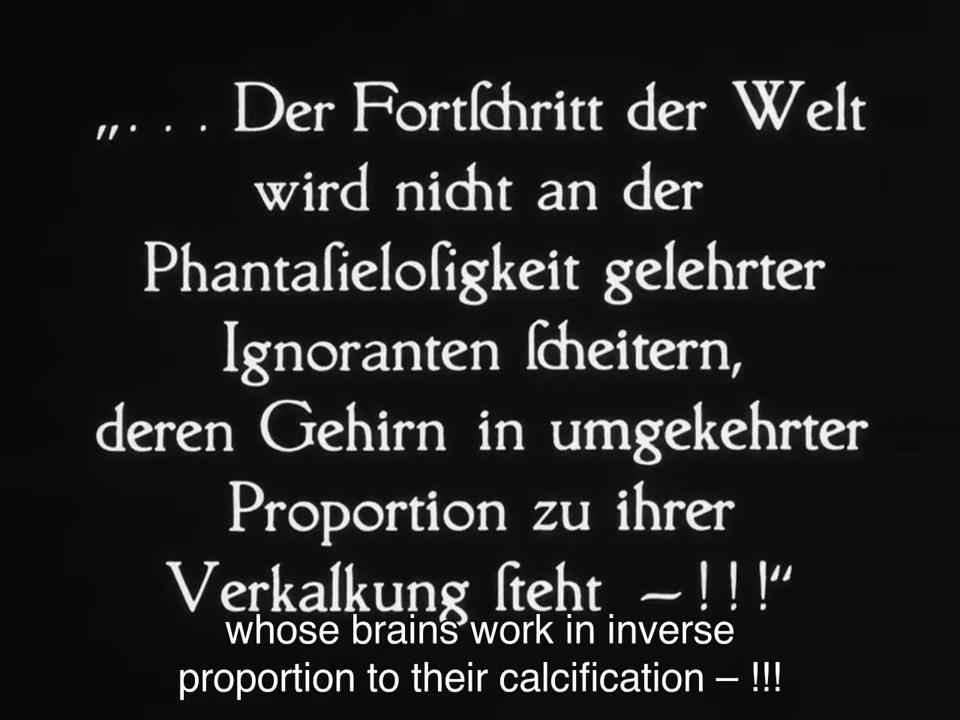 „. . . Der Fortſchritt der Welt
wird nicht an der
Phantaſieloſigkeit gelehrter
Ignoranten ſcheitern,
deren Gehirn in umgekehrter
Proportion zu ihrer
Verkalkung ſteht – ! ! !“
whose brains work in inverse
proportion to their calcification – !!!